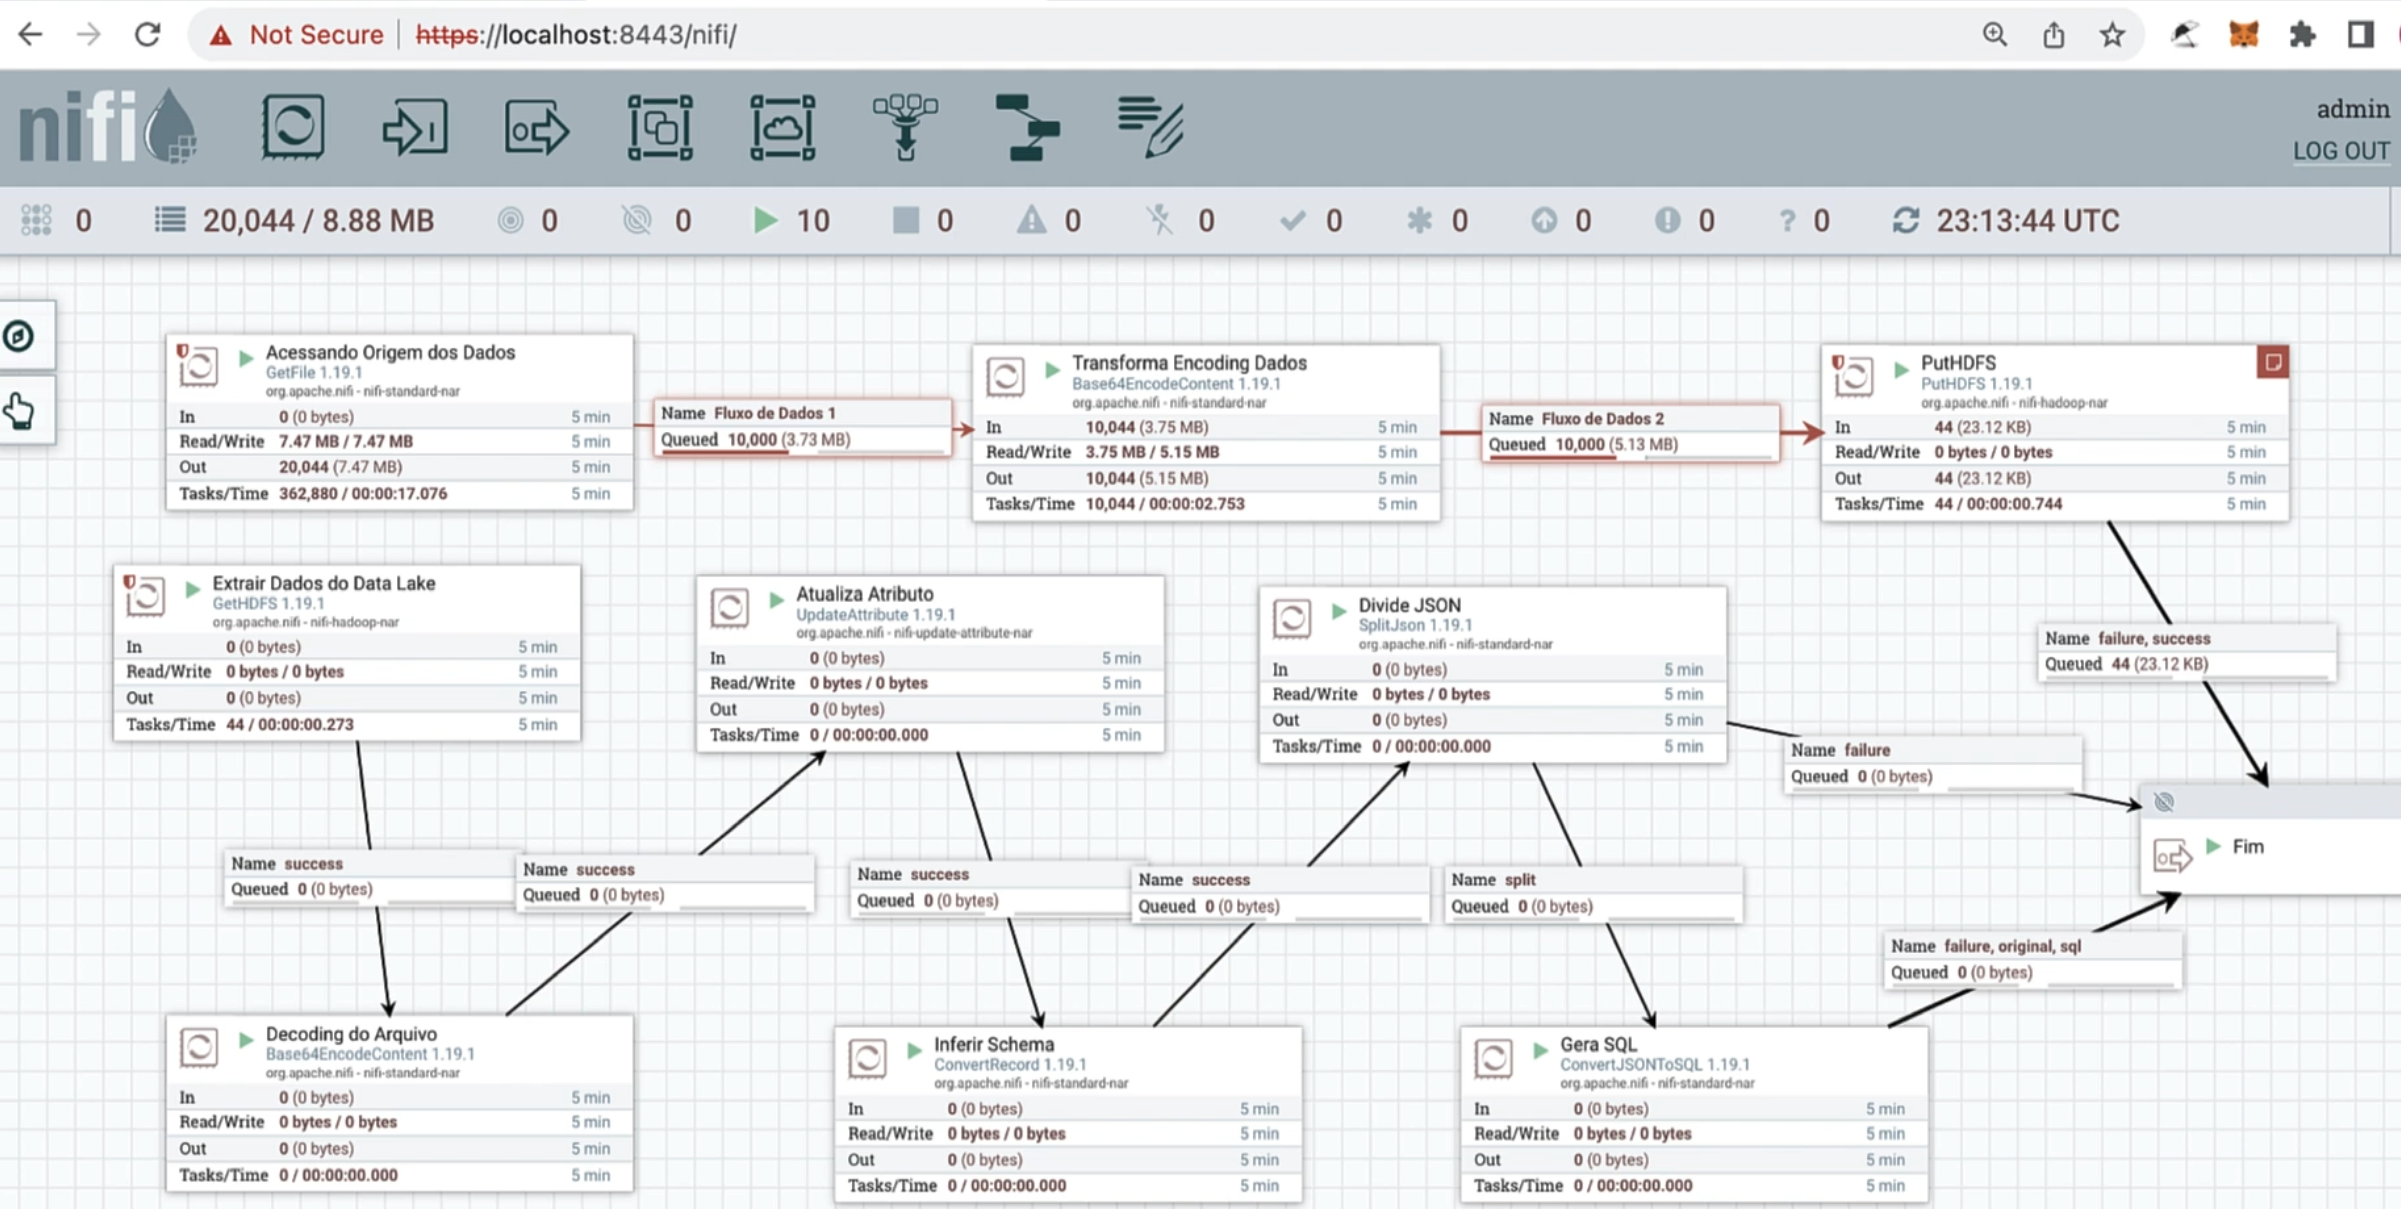 Not Secure https://localhost:8443/nifi/
nifi
admin
LOG OUT
0 20,044 / 8.88 MB 0 0 10 0 0 0 0 0 0 0 0 23:13:44 UTC
Acessando Origem dos Dados
GetFile 1.19.1
org.apache.nifi - nifi-standard-nar
In 0 (0 bytes) 5 min
Read/Write 7.47 MB / 7.47 MB 5 min
Out 20,044 (7.47 MB) 5 min
Tasks/Time 362,880 / 00:00:17.076 5 min
Name Fluxo de Dados 1
Queued 10,000 (3.73 MB)
Transforma Encoding Dados
Base64EncodeContent 1.19.1
org.apache.nifi - nifi-standard-nar
In 10,044 (3.75 MB) 5 min
Read/Write 3.75 MB / 5.15 MB 5 min
Out 10,044 (5.15 MB) 5 min
Tasks/Time 10,044 / 00:00:02.753 5 min
Name Fluxo de Dados 2
Queued 10,000 (5.13 MB)
PutHDFS
PutHDFS 1.19.1
org.apache.nifi - nifi-hadoop-nar
In 44 (23.12 KB) 5 min
Read/Write 0 bytes / 0 bytes 5 min
Out 44 (23.12 KB) 5 min
Tasks/Time 44 / 00:00:00.744 5 min
Extrair Dados do Data Lake
GetHDFS 1.19.1
org.apache.nifi - nifi-hadoop-nar
In 0 (0 bytes) 5 min
Read/Write 0 bytes / 0 bytes 5 min
Out 0 (0 bytes) 5 min
Tasks/Time 44 / 00:00:00.273 5 min
Atualiza Atributo
UpdateAttribute 1.19.1
org.apache.nifi - nifi-update-attribute-nar
In 0 (0 bytes) 5 min
Read/Write 0 bytes / 0 bytes 5 min
Out 0 (0 bytes) 5 min
Tasks/Time 0 / 00:00:00.000 5 min
Divide JSON
SplitJson 1.19.1
org.apache.nifi - nifi-standard-nar
In 0 (0 bytes) 5 min
Read/Write 0 bytes / 0 bytes 5 min
Out 0 (0 bytes) 5 min
Tasks/Time 0 / 00:00:00.000 5 min
Name failure, success
Queued 44 (23.12 KB)
Name failure
Queued 0 (0 bytes)
Fim
Name success
Queued 0 (0 bytes)
Name success
Queued 0 (0 bytes)
Name success
Queued 0 (0 bytes)
Name success
Queued 0 (0 bytes)
Name split
Queued 0 (0 bytes)
Name failure, original, sql
Queued 0 (0 bytes)
Decoding do Arquivo
Base64EncodeContent 1.19.1
org.apache.nifi - nifi-standard-nar
In 0 (0 bytes) 5 min
Read/Write 0 bytes / 0 bytes 5 min
Out 0 (0 bytes) 5 min
Tasks/Time 0 / 00:00:00.000 5 min
Inferir Schema
ConvertRecord 1.19.1
org.apache.nifi - nifi-standard-nar
In 0 (0 bytes) 5 min
Read/Write 0 bytes / 0 bytes 5 min
Out 0 (0 bytes) 5 min
Tasks/Time 0 / 00:00:00.000 5 min
Gera SQL
ConvertJSONToSQL 1.19.1
org.apache.nifi - nifi-standard-nar
In 0 (0 bytes) 5 min
Read/Write 0 bytes / 0 bytes 5 min
Out 0 (0 bytes) 5 min
Tasks/Time 0 / 00:00:00.000 5 min